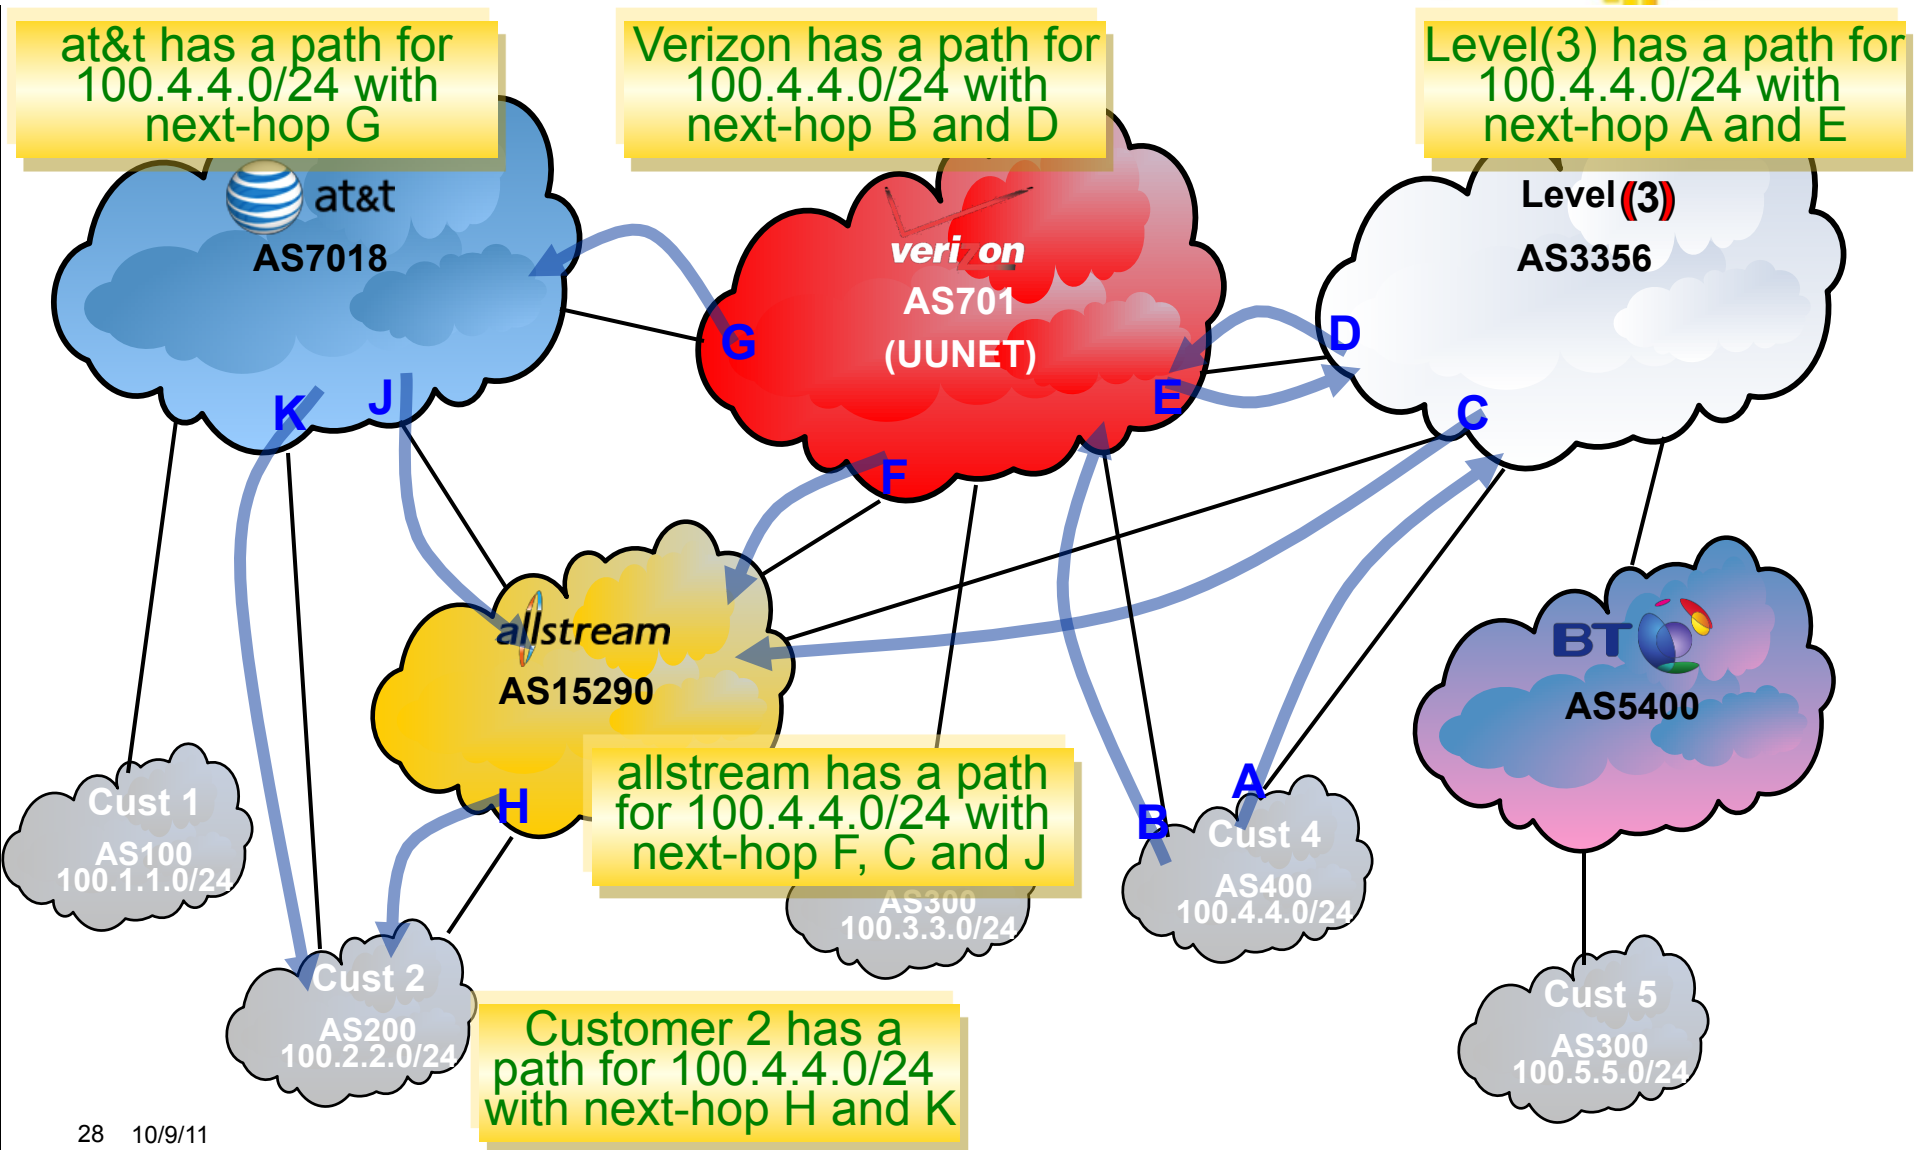 at&t has a path for
100.4.4.0/24 with
next-hop G
Verizon has a path for
100.4.4.0/24 with
next-hop B and D
Level(3) has a path for
100.4.4.0/24 with
next-hop A and E
at&t
AS7018
verizon
AS701
(UUNET)
Level(3)
AS3356
G
D
E
K
J
C
F
allstream
AS15290
BT
AS5400
H
allstream has a path
for 100.4.4.0/24 with
next-hop F, C and J
A
B
Cust 1
AS100
100.1.1.0/24
Cust 4
AS400
100.4.4.0/24
AS300
100.3.3.0/24
Cust 2
AS200
100.2.2.0/24
Customer 2 has a
path for 100.4.4.0/24
with next-hop H and K
Cust 5
AS300
100.5.5.0/24
28 10/9/11